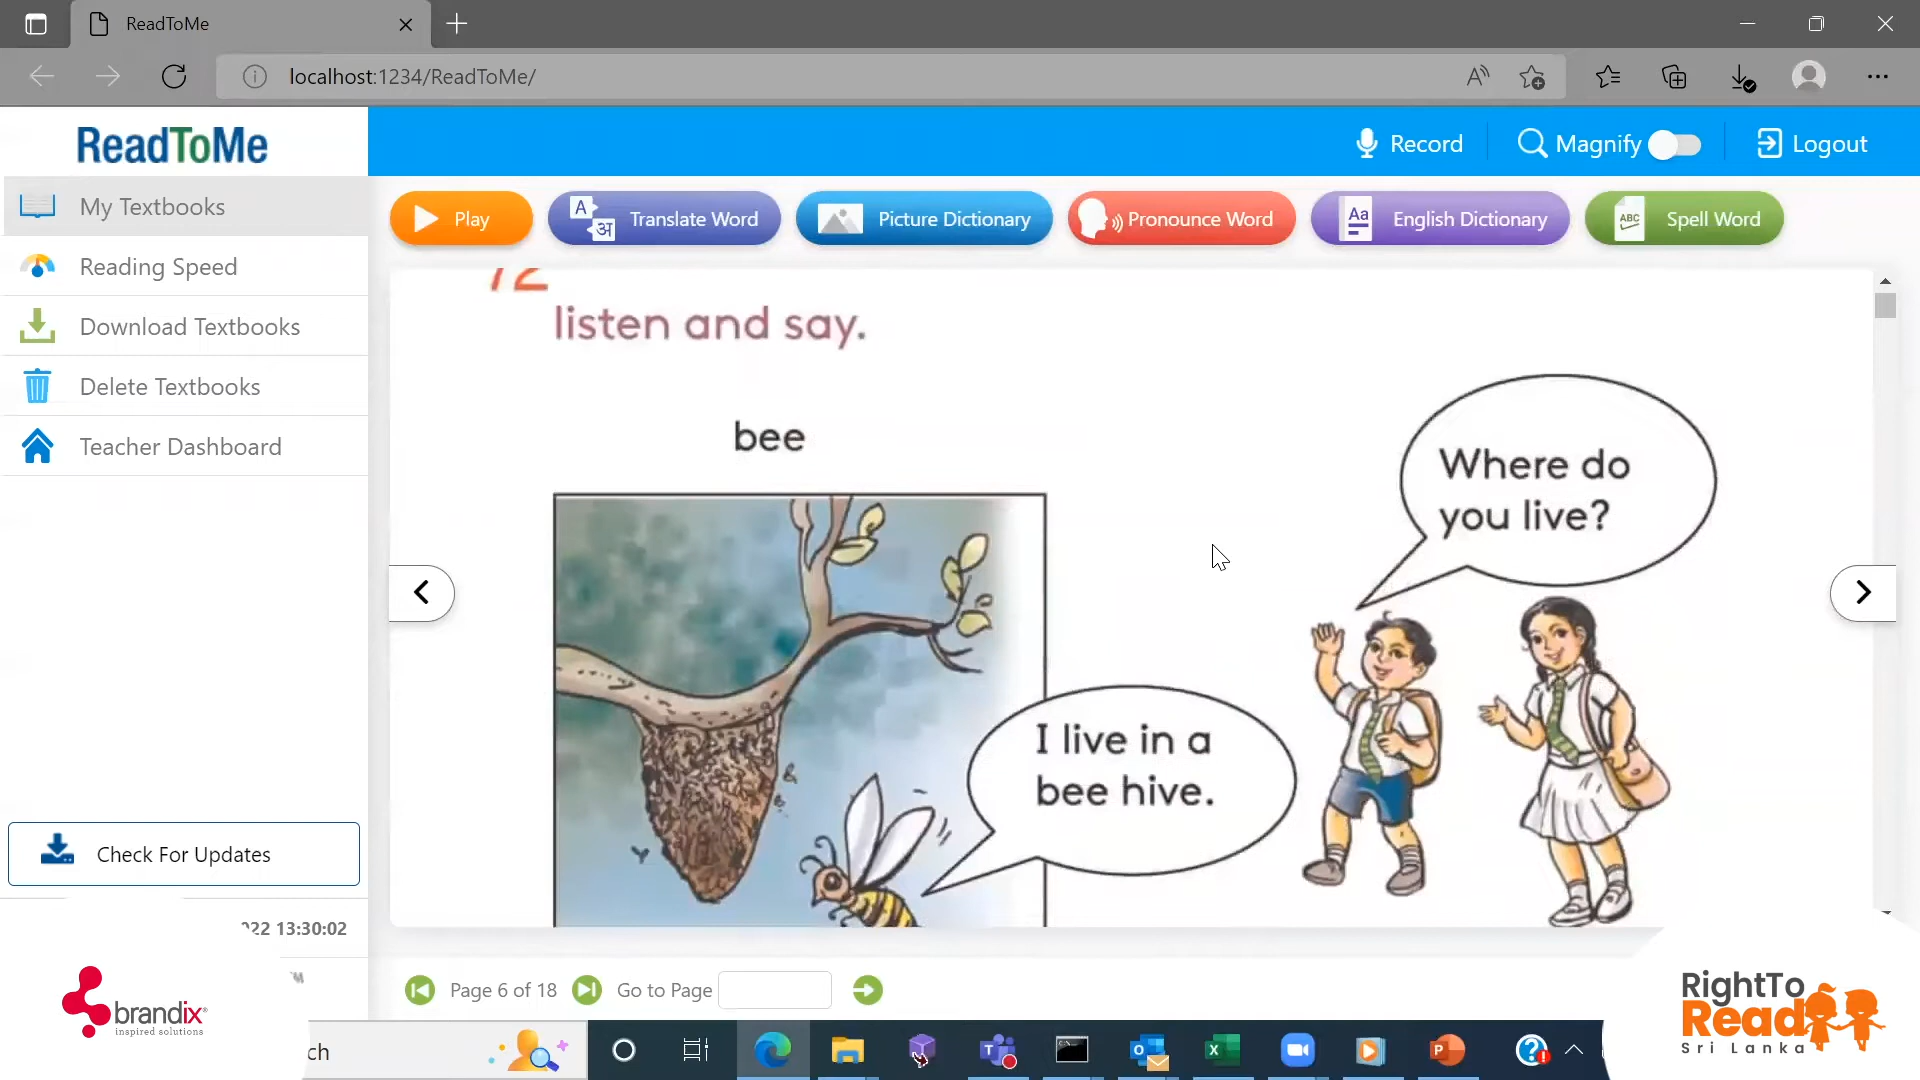 ReadToMe
localhost:1234/ReadToMe/
ReadToMe
Record
Magnify
Logout
My Textbooks
Reading Speed
Download Textbooks
Delete Textbooks
Teacher Dashboard
Play
Translate Word
Picture Dictionary
Pronounce Word
English Dictionary
Spell Word
listen and say.
bee
Where do
you live?
I live in a
bee hive.
Check For Updates
13:30:02
Page 6 of 18
Go to Page
brandix
inspired solutions
RightTo
Read
Sri Lanka